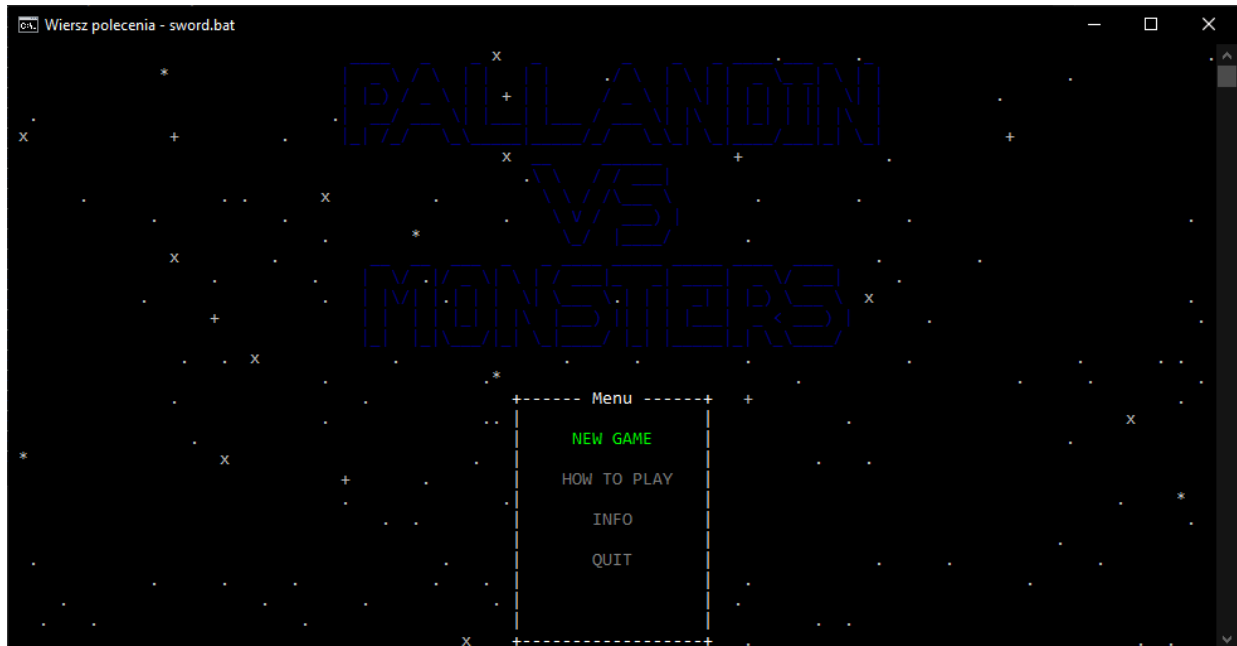 Wiersz polecenia - sword.bat
PALLANDIN
VS
MONSTERS
Menu
NEW GAME
HOW TO PLAY
INFO
QUIT